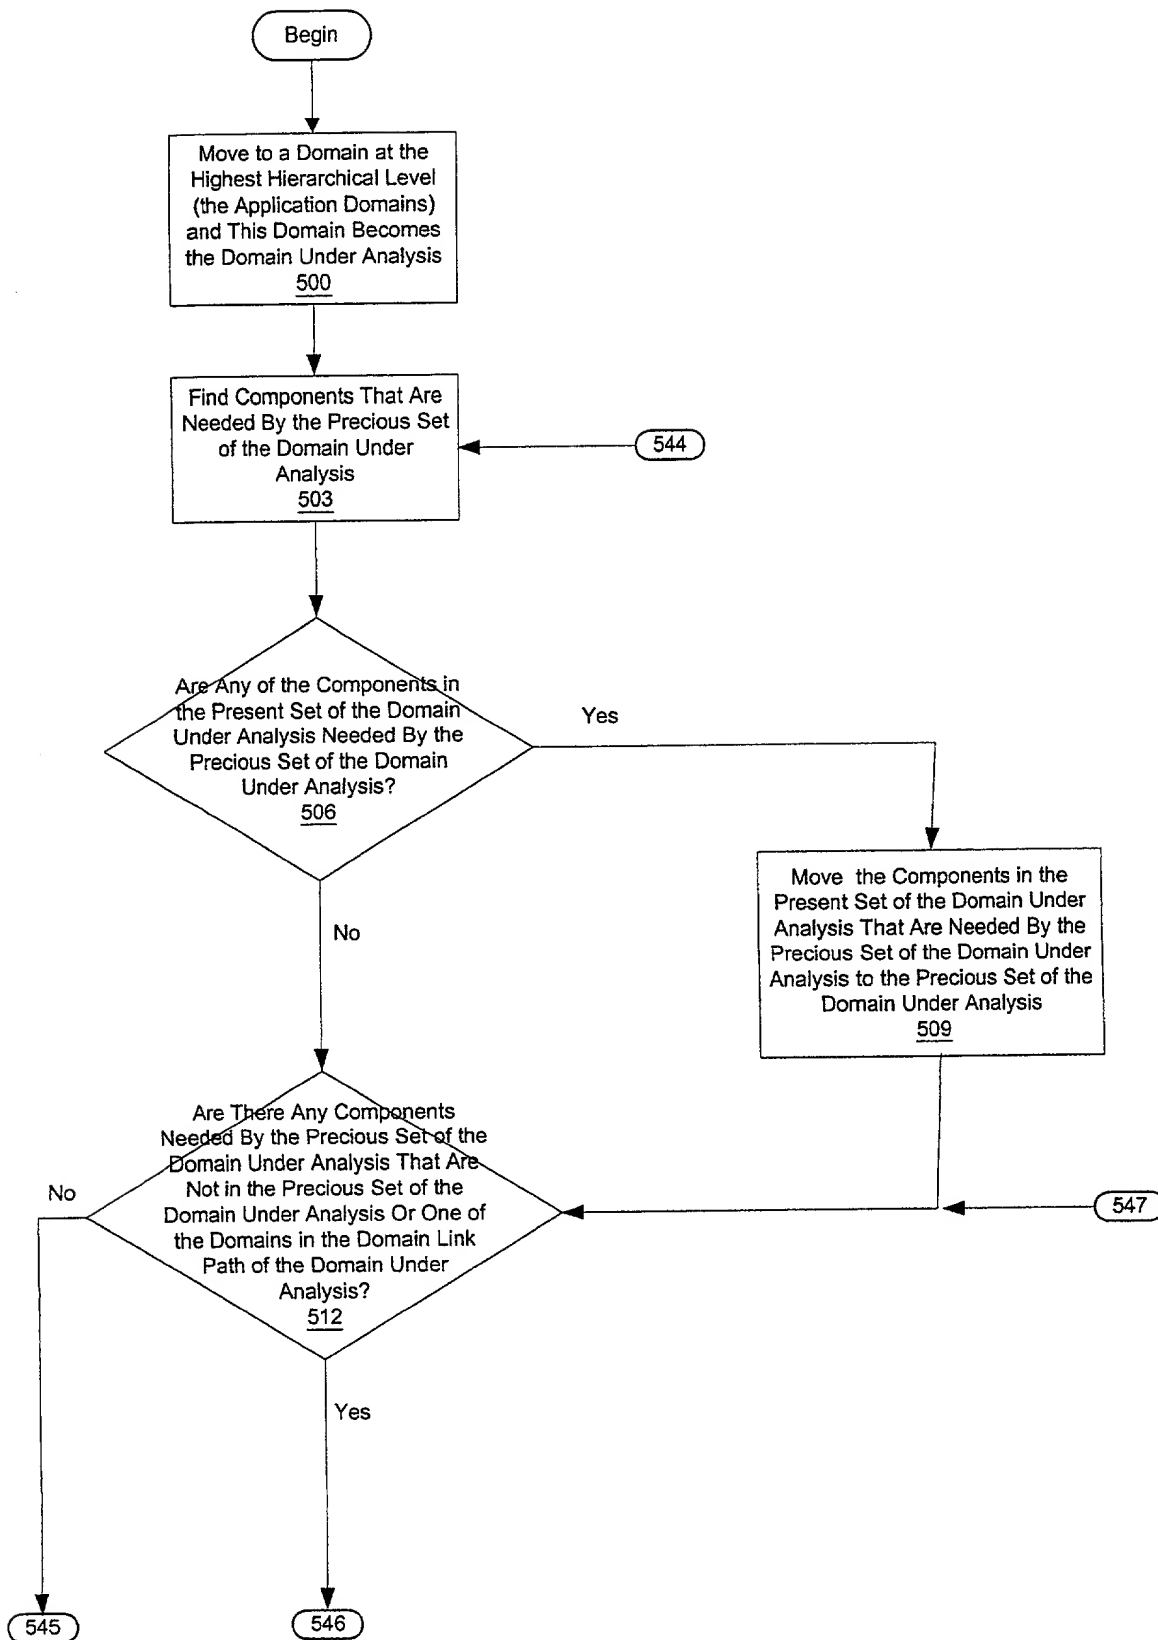 Begin
Move to a Domain at the
Highest Hierarchical Level
(the Application Domains)
and This Domain Becomes
the Domain Under Analysis
500
Find Components That Are
Needed By the Precious Set
of the Domain Under
Analysis
503
544
Are Any of the Components in
the Present Set of the Domain
Under Analysis Needed By the
Precious Set of the Domain
Under Analysis?
506
Yes
No
Move the Components in the
Present Set of the Domain Under
Analysis That Are Needed By the
Precious Set of the Domain Under
Analysis to the Precious Set of the
Domain Under Analysis
509
Are There Any Components
Needed By the Precious Set of the
Domain Under Analysis That Are
Not in the Precious Set of the
Domain Under Analysis Or One of
the Domains in the Domain Link
Path of the Domain Under
Analysis?
512
No
547
Yes
545
546